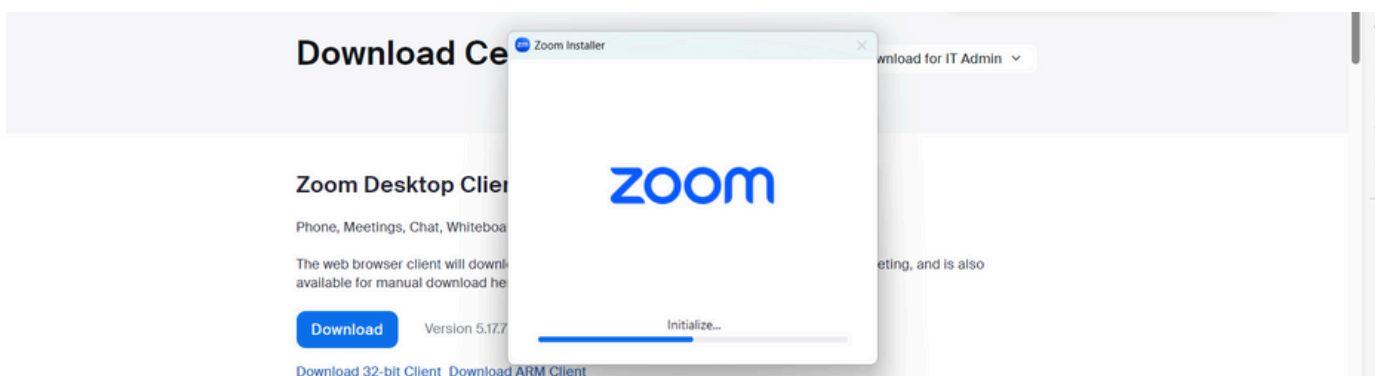 Download Ce
Zoom Installer
wnload for IT Admin
zoom
Zoom Desktop Clier
Phone, Meetings, Chat, Whiteboa
The web browser client will downl
eting, and is also
available for manual download he
Initialize...
Download
Version 5.17.7
Download 32-bit Client Download ARM Client